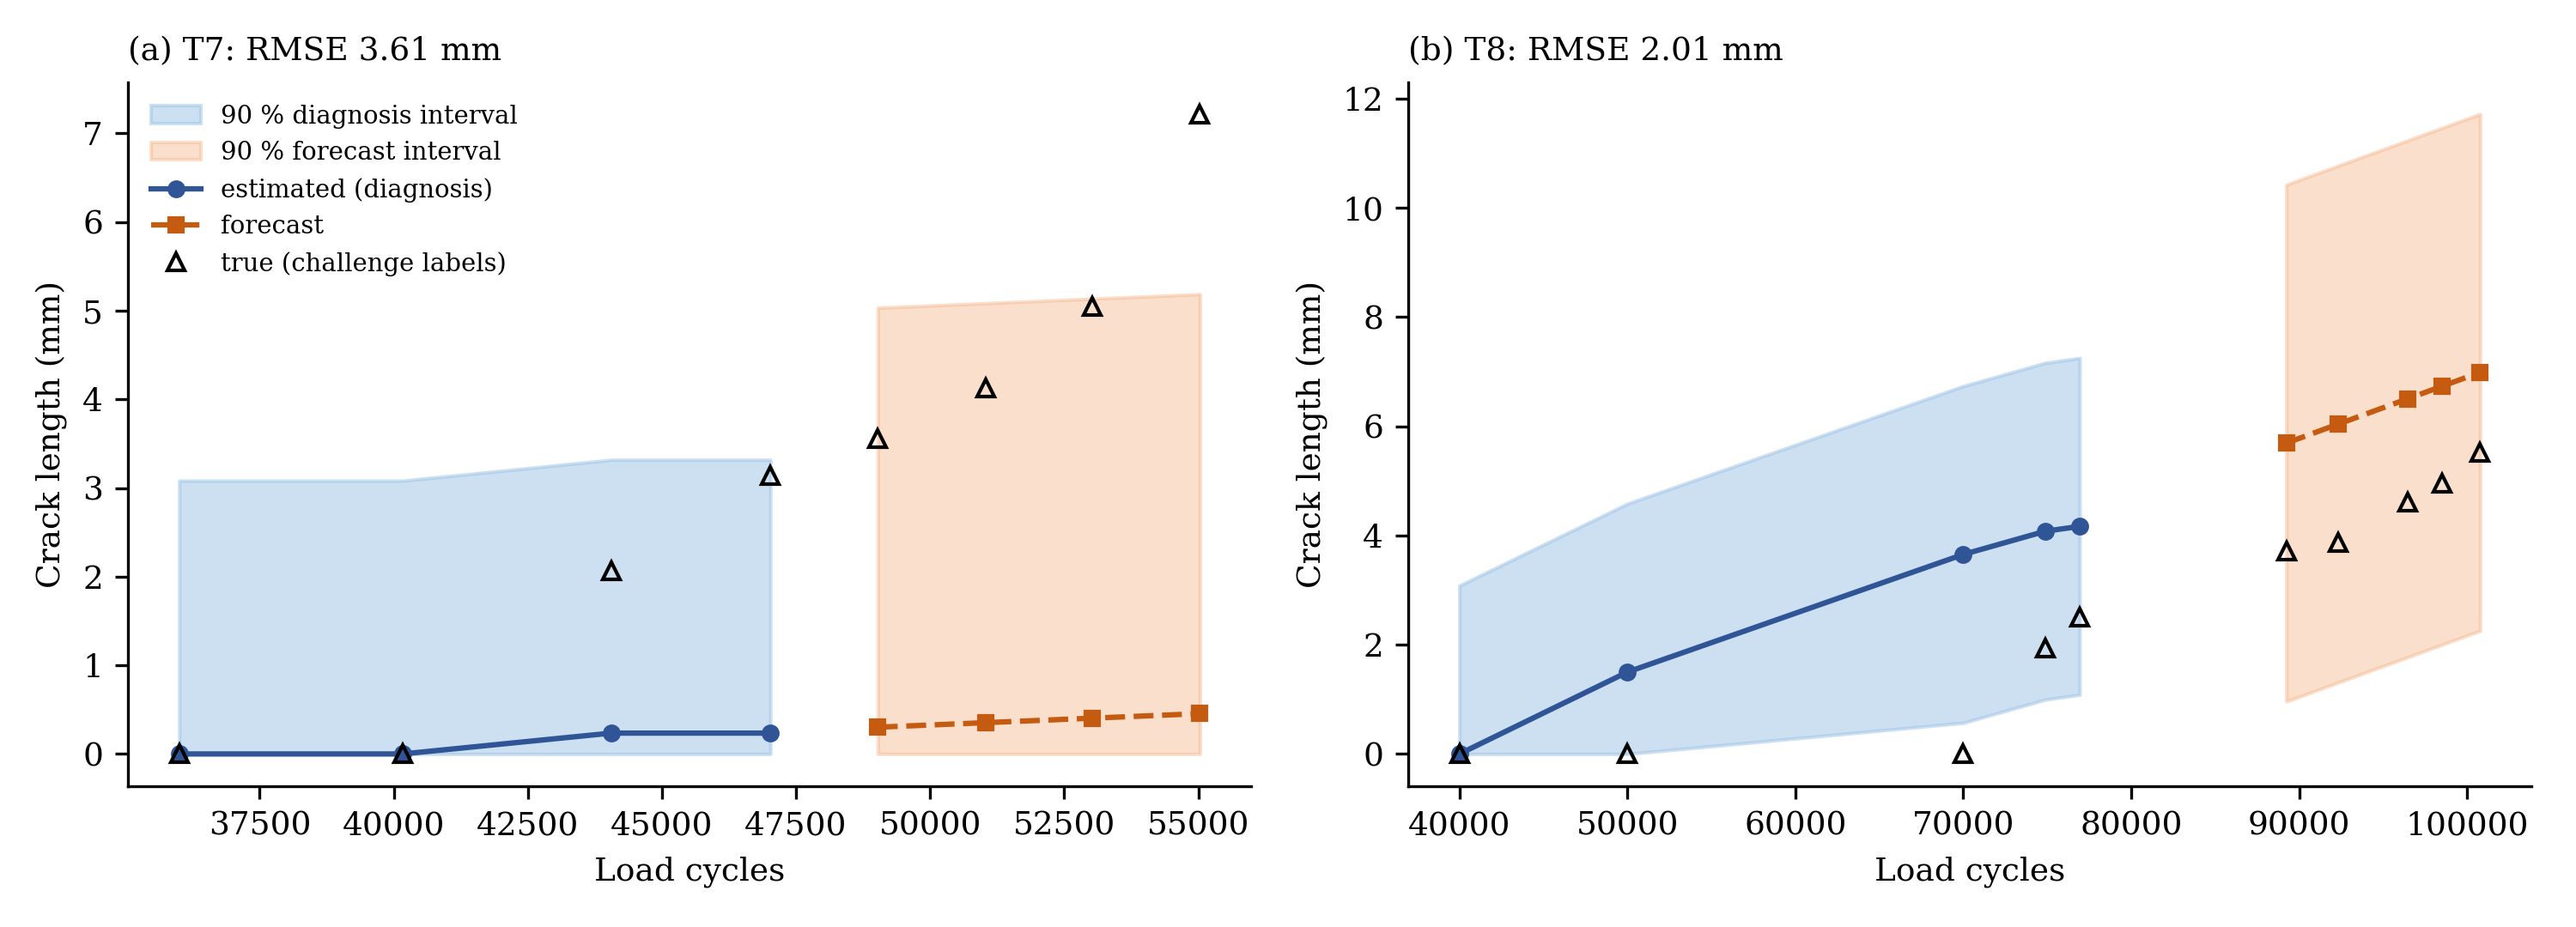 (a) T7: RMSE 3.61 mm
90 % diagnosis interval
90 % forecast interval
estimated (diagnosis)
forecast
true (challenge labels)
Crack length (mm)
7
6
5
4
3
2
1
0
37500 40000 42500 45000 47500 50000 52500 55000
Load cycles
(b) T8: RMSE 2.01 mm
Crack length (mm)
12
10
8
6
4
2
0
40000 50000 60000 70000 80000 90000 100000
Load cycles